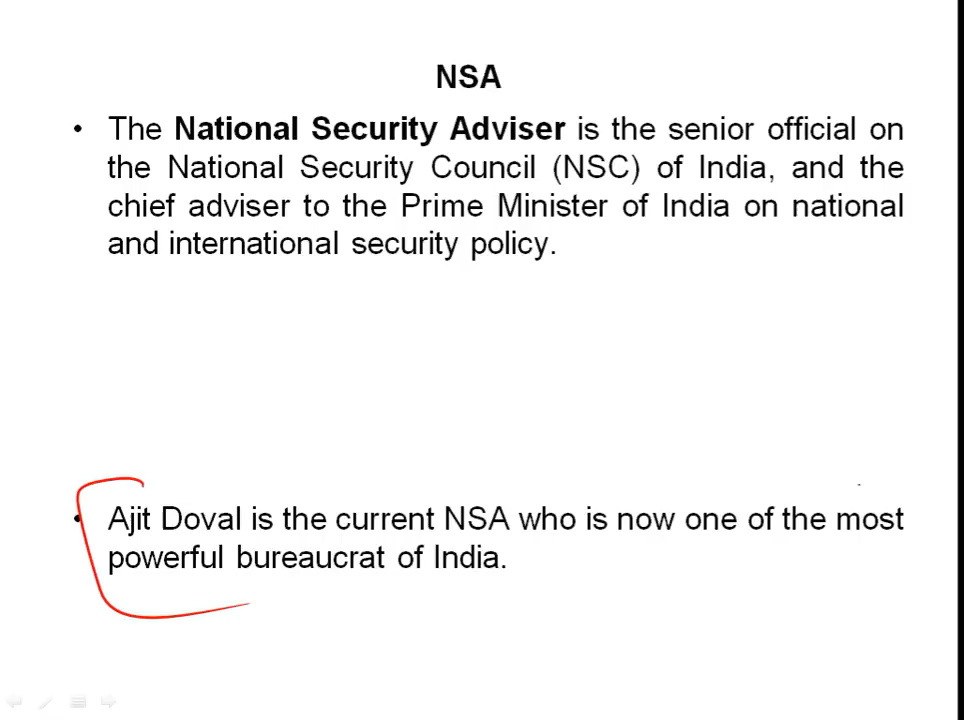 NSA
• The National Security Adviser is the senior official on
the National Security Council (NSC) of India, and the
chief adviser to the Prime Minister of India on national
and international security policy.
• Ajit Doval is the current NSA who is now one of the most
powerful bureaucrat of India.